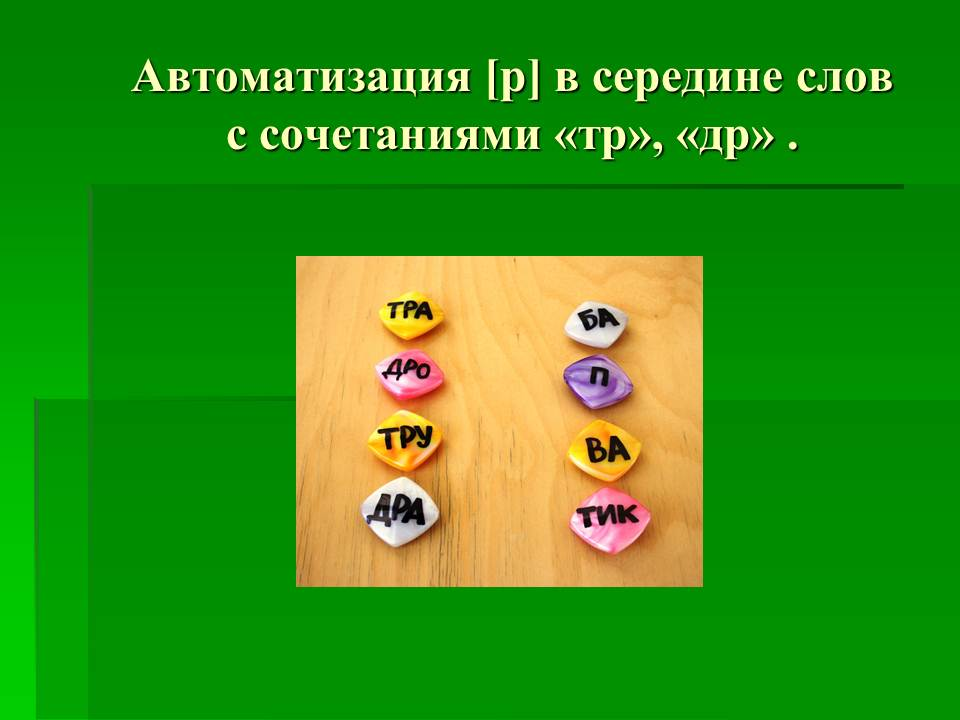 Автоматизация [р] в середине слов
с сочетаниями «тр», «др» .
ТРА
БА
ДРО
П
ТРУ
ВА
ДРА
ТИК